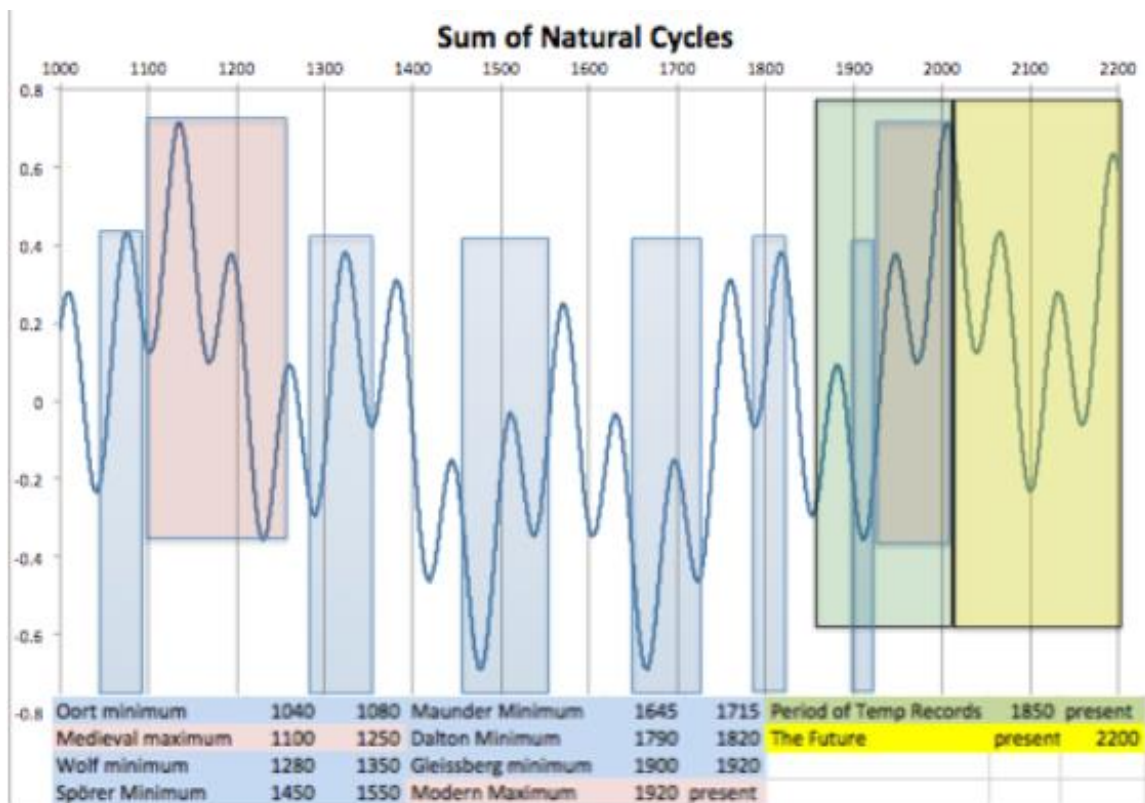 Sum of Natural Cycles
1000 1100 1200 1300 1400 1500 1600 1700 1800 1900 2000 2100 2200
0.8
0.6
0.4
0.2
0
-0.2
-0.4
-0.6
-0.8
Oort minimum 1040 1080 Maunder Minimum 1645 1715 Period of Temp Records 1850 present
Medieval maximum 1100 1250 Dalton Minimum 1790 1820 The Future present 2200
Wolf minimum 1280 1350 Gleissberg minimum 1900 1920
Spörer Minimum 1450 1550 Modern Maximum 1920 present